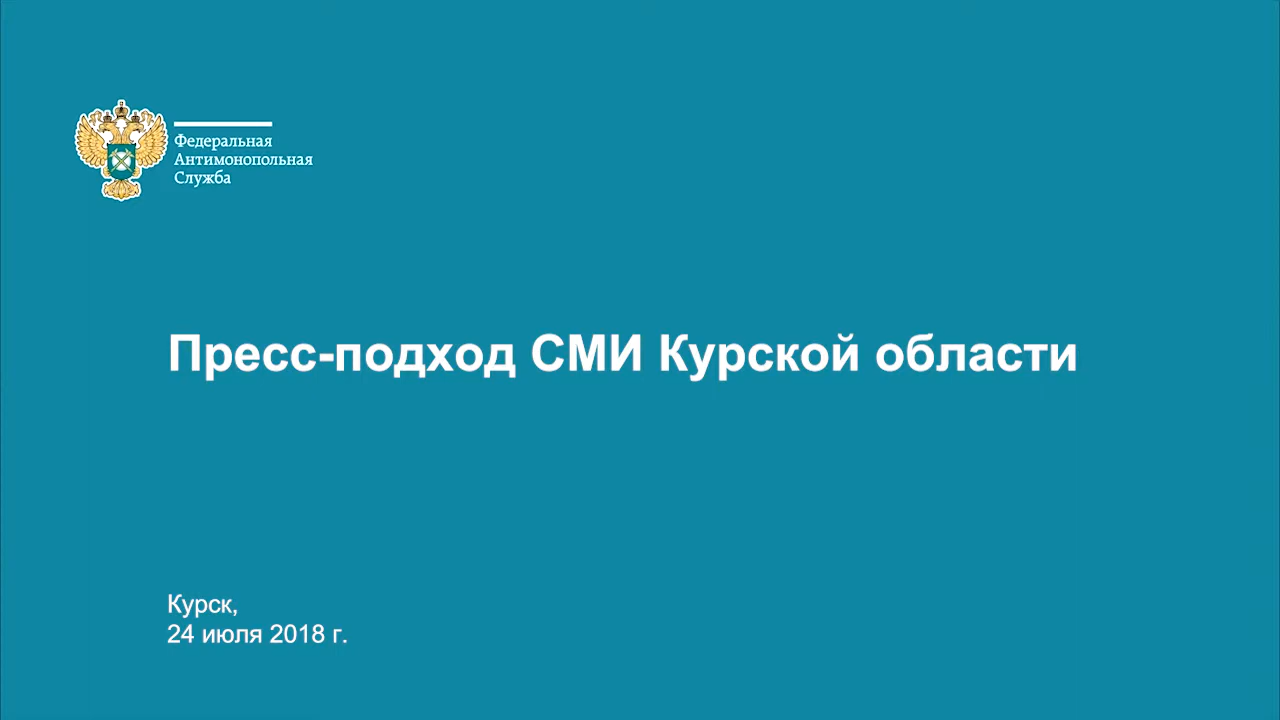 Федеральная
Антимонопольная
Служба
Пресс-подход СМИ Курской области
Курск,
24 июля 2018 г.